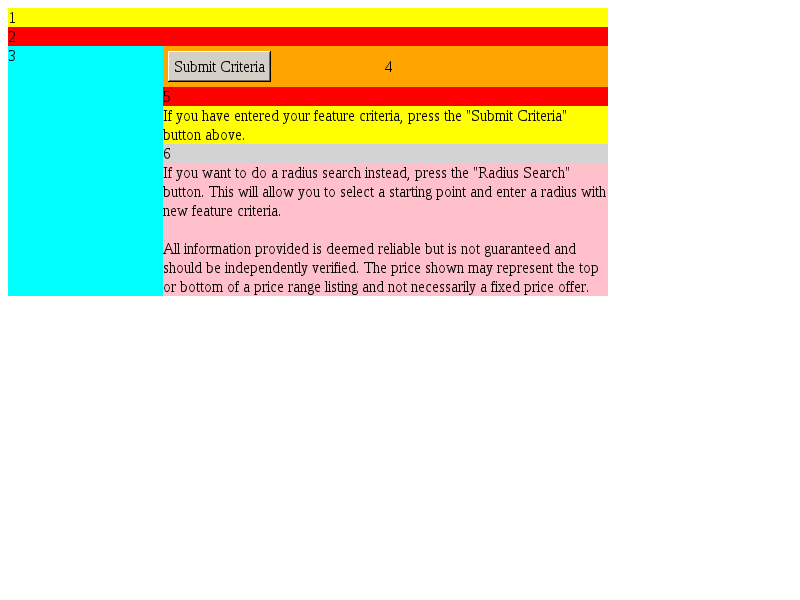 1
2
3
Submit Criteria 4
5
If you have entered your feature criteria, press the "Submit Criteria"
button above.
6
If you want to do a radius search instead, press the "Radius Search"
button. This will allow you to select a starting point and enter a radius with
new feature criteria.
All information provided is deemed reliable but is not guaranteed and
should be independently verified. The price shown may represent the top
or bottom of a price range listing and not necessarily a fixed price offer.